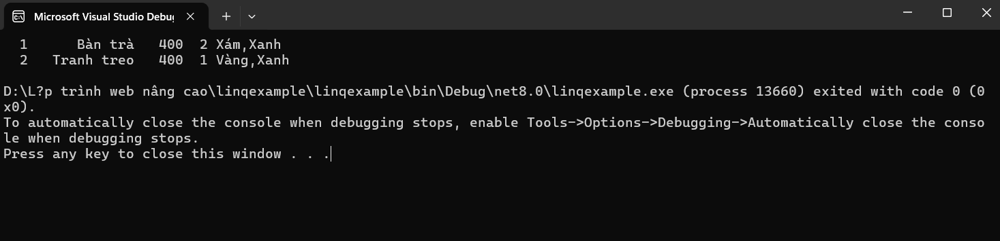 Microsoft Visual Studio Debu
1 Bàn trà 400 2 Xám,Xanh
2 Tranh treo 400 1 Vàng,Xanh
D:\L?p trình web nâng cao\linqexample\linqexample\bin\Debug\net8.0\linqexample.exe (process 13660) exited with code 0 (0
x0).
To automatically close the console when debugging stops, enable Tools->Options->Debugging->Automatically close the conso
le when debugging stops.
Press any key to close this window . . .